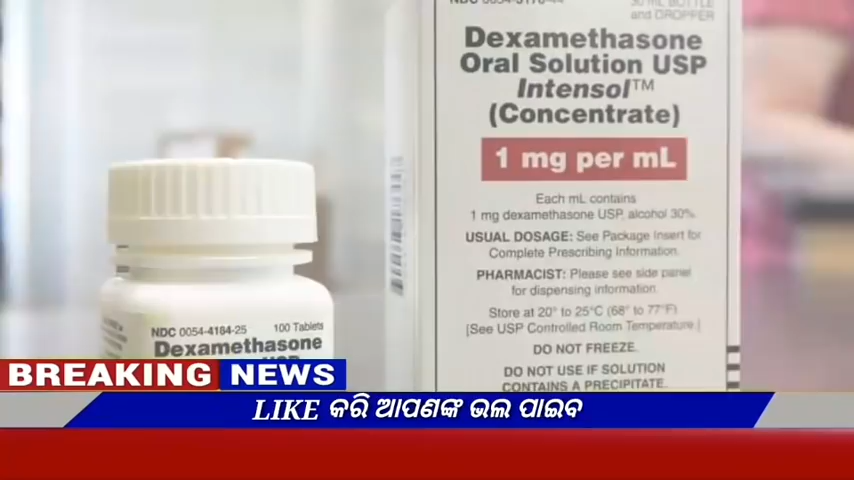 30 mL BOTTLE
and DROPPER
Dexamethasone
Oral Solution USP
Intensol™
(Concentrate)
1 mg per mL
Each mL contains
1 mg dexamethasone USP, alcohol 30%.
USUAL DOSAGE: See Package Insert for
Complete Prescribing Information.
PHARMACIST: Please see side panel
for dispensing information.
Store at 20° to 25°C (68° to 77°F)
[See USP Controlled Room Temperature.]
DO NOT FREEZE.
DO NOT USE IF SOLUTION
CONTAINS A PRECIPITATE.
NDC 0054-4184-25 100 Tablets
Dexamethasone
BREAKING NEWS
LIKE କରି ଆପଣଙ୍କ ଭଲ ପାଇବ